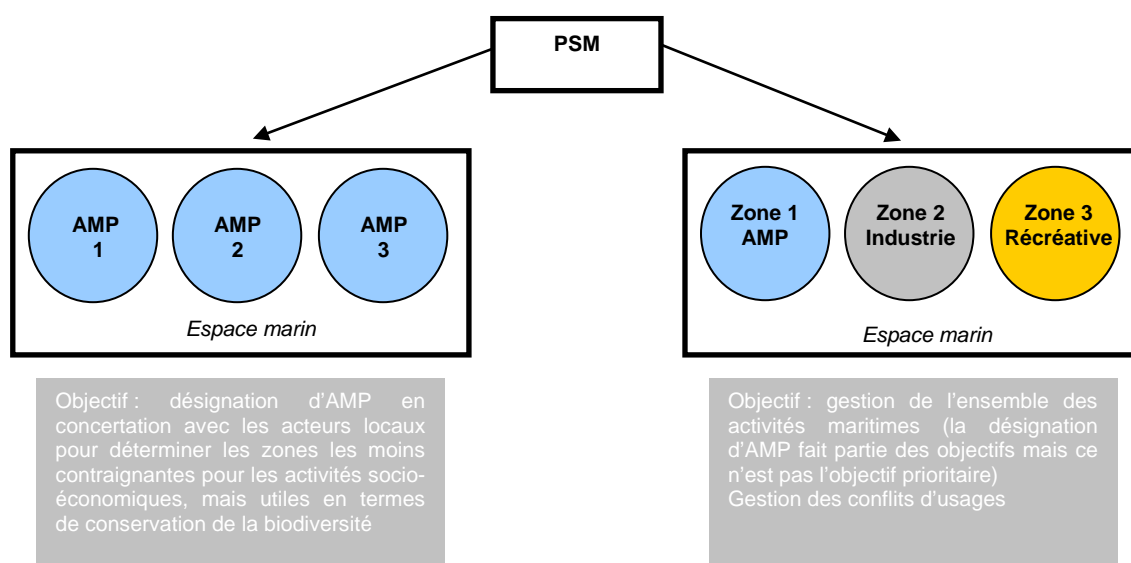 PSM
AMP
1
AMP
2
AMP
3
Espace marin
Zone 1
AMP
Zone 2
Industrie
Zone 3
Récréative
Espace marin
Objectif : désignation d'AMP en
concertation avec les acteurs locaux
pour déterminer les zones les moins
contraignantes pour les activités socio-
économiques, mais utiles en termes
de conservation de la biodiversité
Objectif : gestion de l'ensemble des
activités maritimes (la désignation
d'AMP fait partie des objectifs mais ce
n'est pas l'objectif prioritaire)
Gestion des conflits d'usages